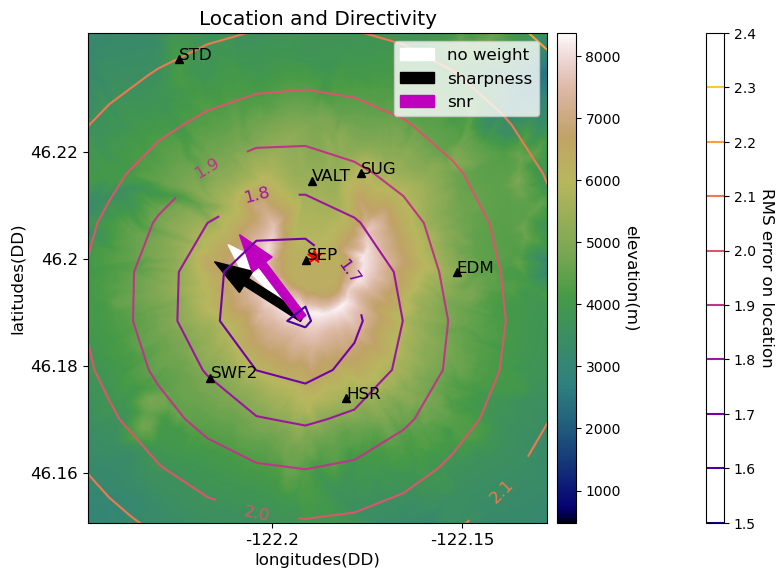 Location and Directivity
no weight
sharpness
snr
STD
VALT
SUG
SEP
EDM
SWF2
HSR
1.9
1.8
1.7
2.0
2.1
46.22
46.2
46.18
46.16
latitudes(DD)
-122.2
-122.15
longitudes(DD)
8000
7000
6000
5000
4000
3000
2000
1000
elevation(m)
2.4
2.3
2.2
2.1
2.0
1.9
1.8
1.7
1.6
1.5
RMS error on location